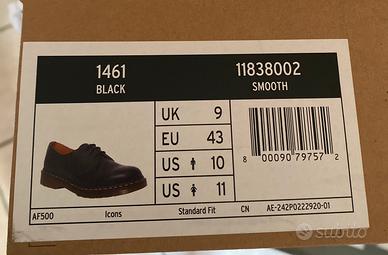 1461
BLACK
11838002
SMOOTH
UK 9
EU 43
US 10
US 11
8 00090 79757 2
AF500 Icons Standard Fit CN AE-242P0222920-01
subito